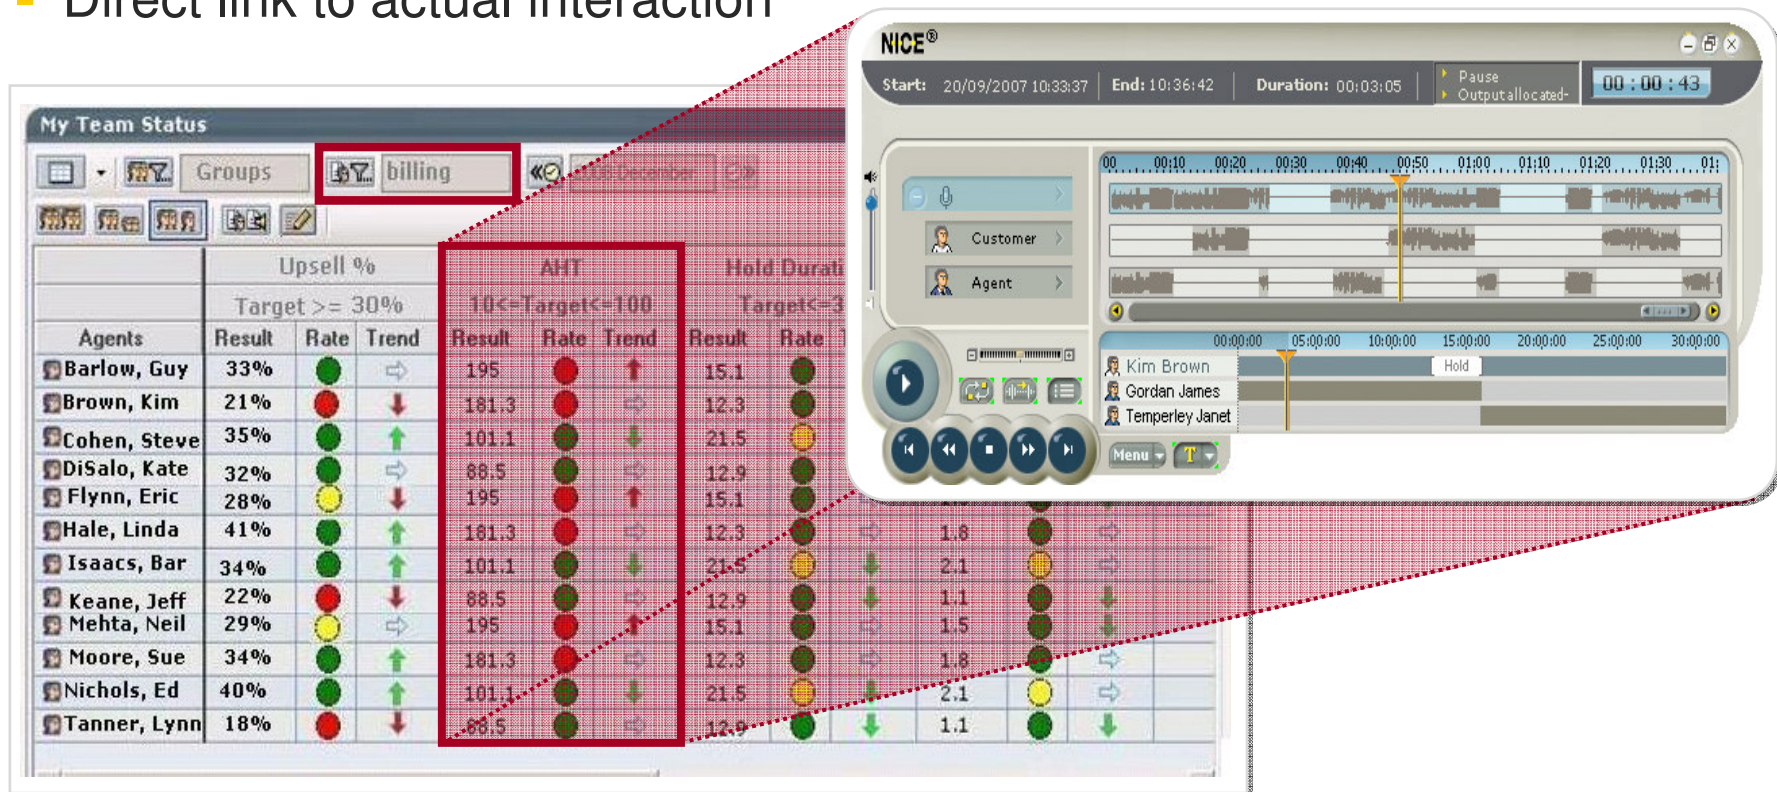 Direct link to actual interaction
NICE®
Start: 20/09/2007 10:33:37 End: 10:36:42 Duration: 00:03:05 Pause 00:00:43
Output allocated-
My Team Status
Groups billing December
00 00:10 00:20 00:30 00:40 00:50 01:00 01:10 01:20 01:30 01:
Customer
Agent
00:00:00 05:00:00 10:00:00 15:00:00 20:00:00 25:00:00 30:00:00
Kim Brown Hold
Gordan James
Temperley Janet
Menu T
Upsell % AHT Hold Durati
Target >= 30% 10<=Target<=100 Target<=3
Agents Result Rate Trend Result Rate Trend Result Rate
Barlow, Guy 33% 195 15.1
Brown, Kim 21% 181.3 12.3
Cohen, Steve 35% 101.1 21.5
DiSalo, Kate 32% 88.5 12.9
Flynn, Eric 28% 195 15.1
Hale, Linda 41% 181.3 12.3 1.8
Isaacs, Bar 34% 101.1 21.5 2.1
Keane, Jeff 22% 88.5 12.9 1.1
Mehta, Neil 29% 195 15.1 1.5
Moore, Sue 34% 181.3 12.3 1.8
Nichols, Ed 40% 101.1 21.5 2.1
Tanner, Lynn 18% 88.5 12.9 1.1